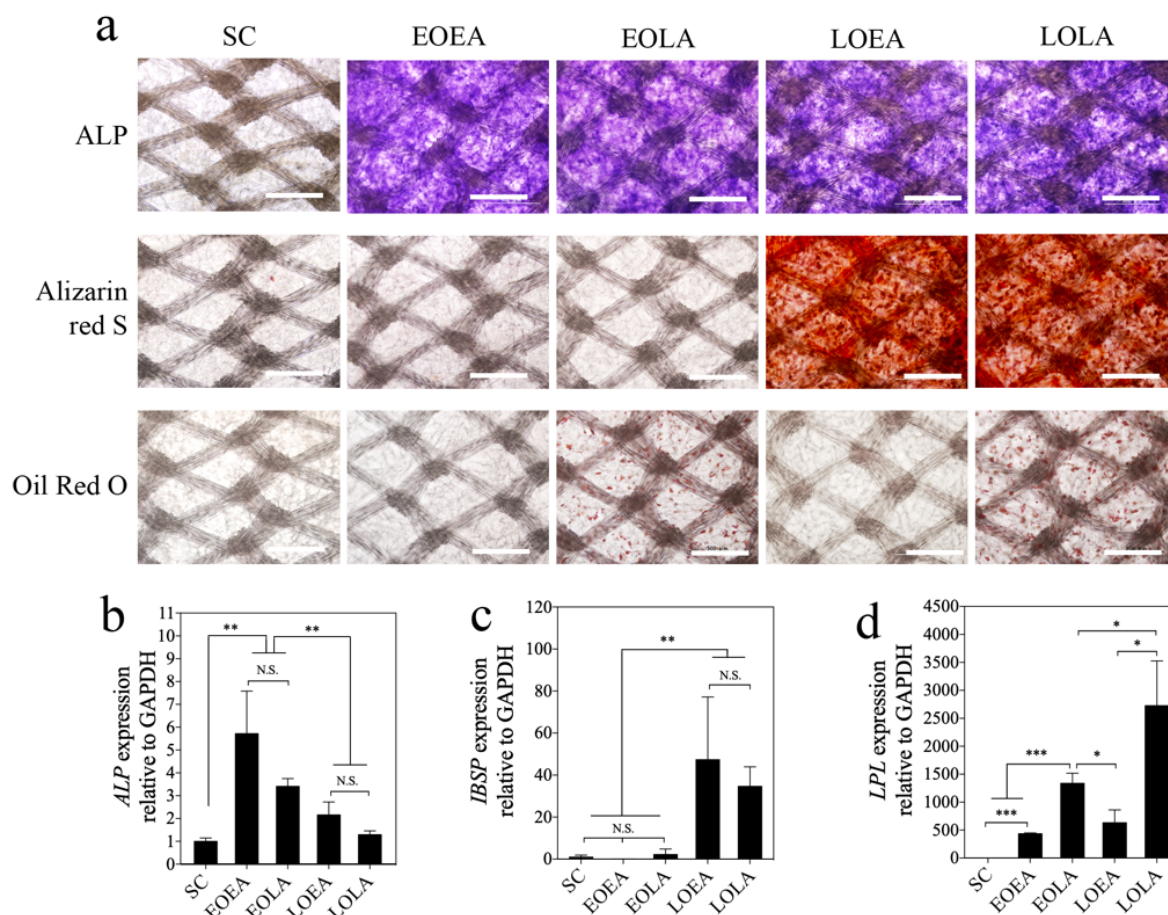 a
SC EOEA EOLA LOEA LOLA
ALP
Alizarin
red S
Oil Red O
b
ALP expression
relative to GAPDH
11
10
9
8
7
6
5
4
3
2
1
0
** **
N.S.
N.S.
SC EOEA EOLA LOEA LOLA
c
IBSP expression
relative to GAPDH
120
100
80
60
40
20
0
**
N.S.
N.S.
SC EOEA EOLA LOEA LOLA
d
LPL expression
relative to GAPDH
4500
4000
3500
3000
2500
2000
1500
1000
500
0
*
*
***
*
***
SC EOEA EOLA LOEA LOLA